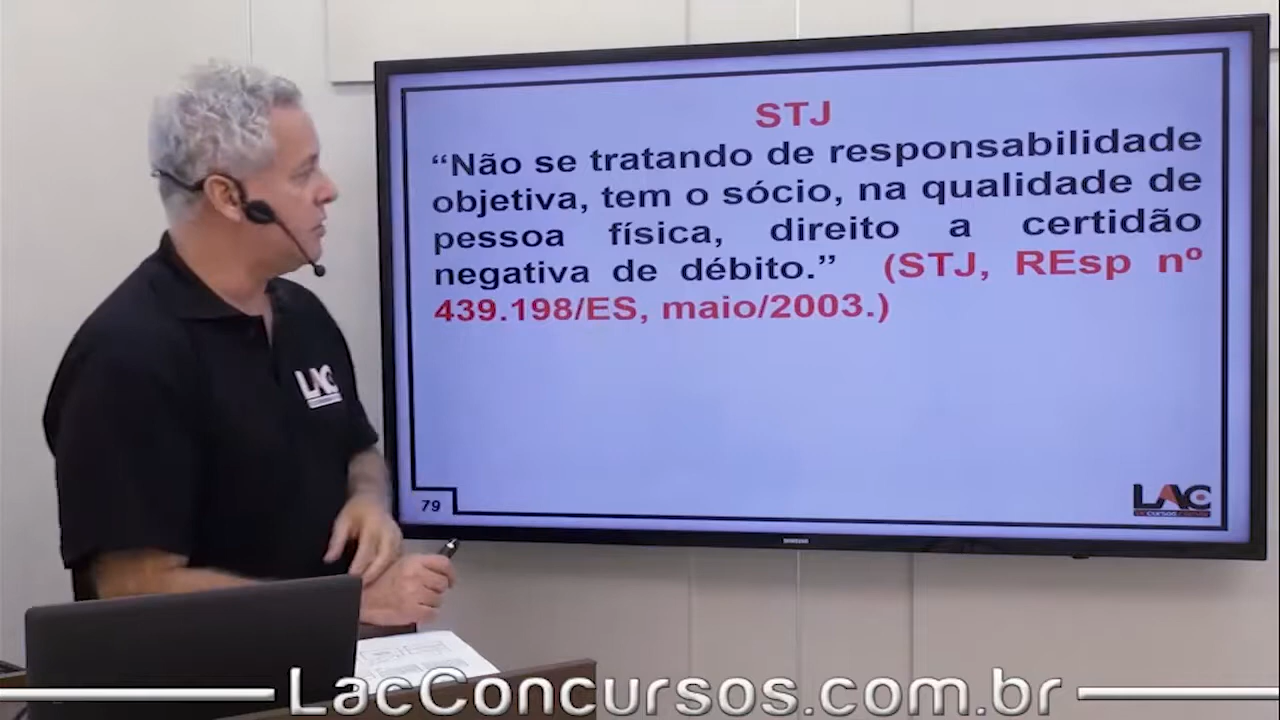 STJ
“Não se tratando de responsabilidade
objetiva, tem o sócio, na qualidade de
pessoa física, direito a certidão
negativa de débito.” (STJ, REsp nº
439.198/ES, maio/2003.)
LAC
79
LAC
SAMSUNG
LacConcursos.com.br